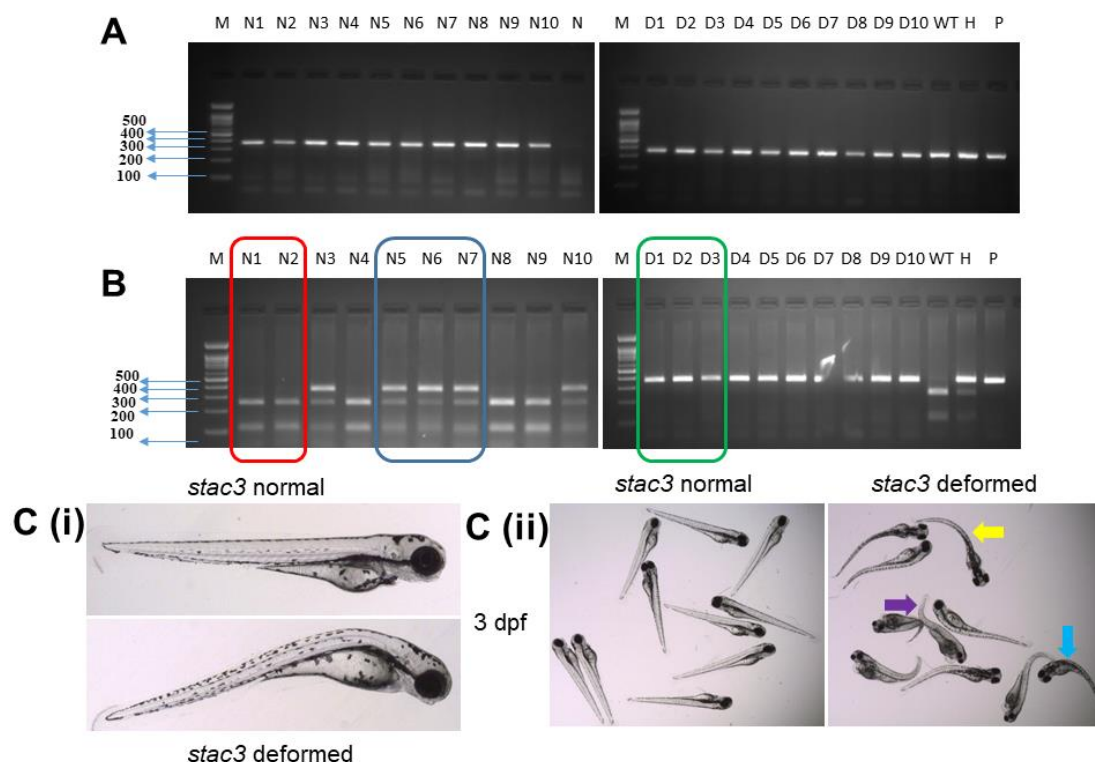 A
M N1 N2 N3 N4 N5 N6 N7 N8 N9 N10 N
M D1 D2 D3 D4 D5 D6 D7 D8 D9 D10 WT H P
500
400
300
200
100
B
M N1 N2 N3 N4 N5 N6 N7 N8 N9 N10
M D1 D2 D3 D4 D5 D6 D7 D8 D9 D10 WT H P
500
400
300
200
100
stac3 normal
stac3 normal
stac3 deformed
C (i)
C (ii)
3 dpf
stac3 deformed